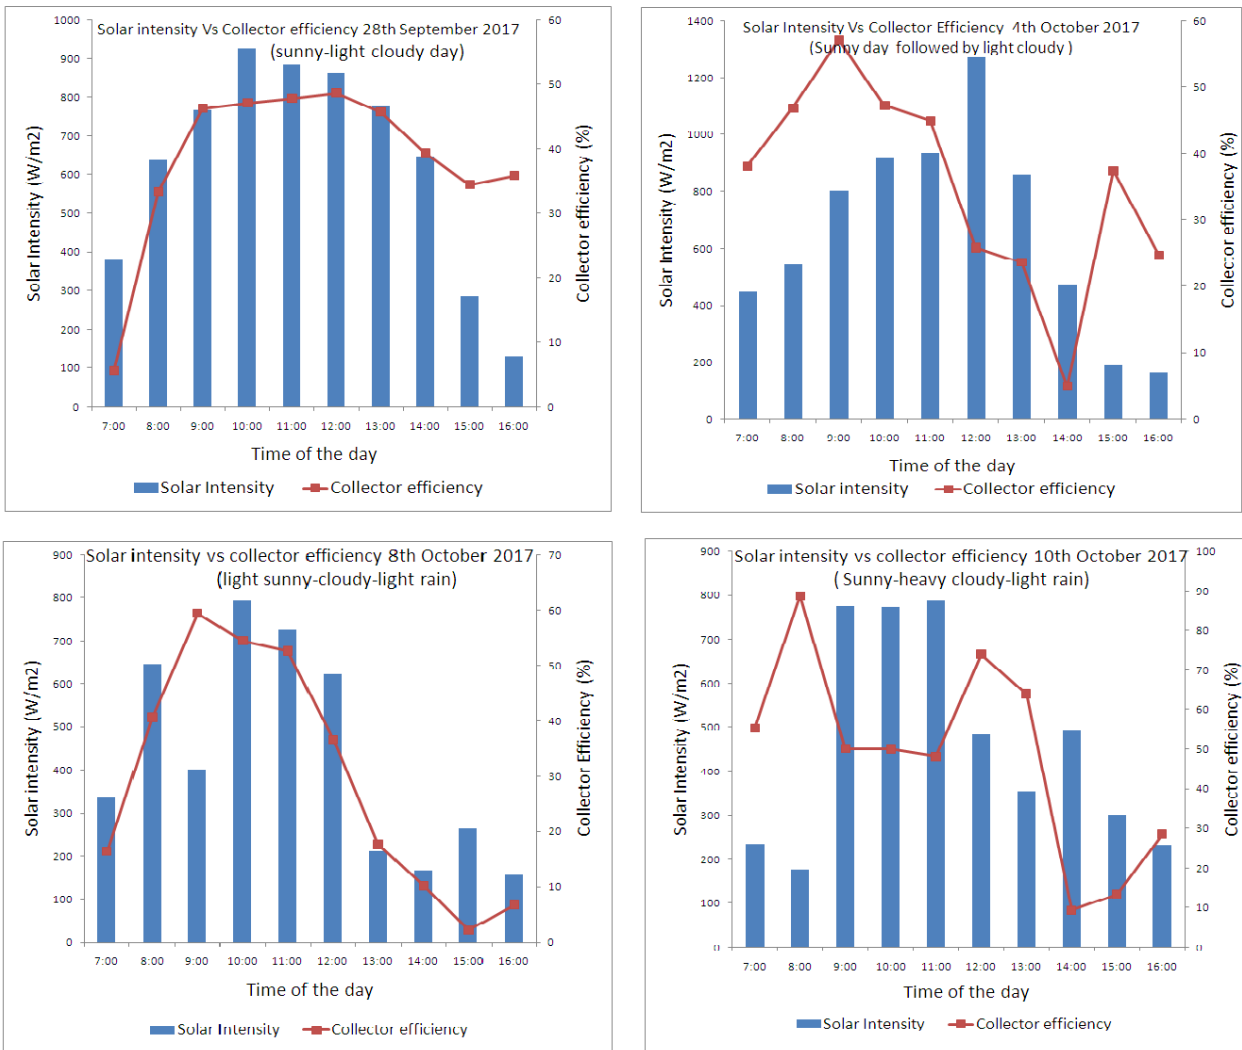 Solar intensity Vs Collector efficiency 28th September 2017
(sunny-light cloudy day)
Solar Intensity (W/m2)
1000
900
800
700
600
500
400
300
200
100
0
60
50
40
30
20
10
0
Collector efficiency (%)
7:00 8:00 9:00 10:00 11:00 12:00 13:00 14:00 15:00 16:00
Time of the day
Solar Intensity Collector efficiency
Solar Intensity Vs Collector Efficiency 4th October 2017
(Sunny day followed by light cloudy )
Solar Intensity (W/m2)
1400
1200
1000
800
600
400
200
0
60
50
40
30
20
10
0
Collector efficiency (%)
7:00 8:00 9:00 10:00 11:00 12:00 13:00 14:00 15:00 16:00
Time of the day
Solar intensity Collector efficiency
Solar intensity vs collector efficiency 8th October 2017
(light sunny-cloudy-light rain)
Solar intensity (W/m2)
900
800
700
600
500
400
300
200
100
0
70
60
50
40
30
20
10
0
Collector Efficiency (%)
7:00 8:00 9:00 10:00 11:00 12:00 13:00 14:00 15:00 16:00
Time of the day
Solar Intensity Collector efficiency
Solar intensity vs collector efficiency 10th October 2017
( Sunny-heavy cloudy-light rain)
Solar Intensity (W/m2)
900
800
700
600
500
400
300
200
100
0
100
90
80
70
60
50
40
30
20
10
0
Collector efficiency (%)
7:00 8:00 9:00 10:00 11:00 12:00 13:00 14:00 15:00 16:00
Time of the day
Solar Intensity Collector efficiency